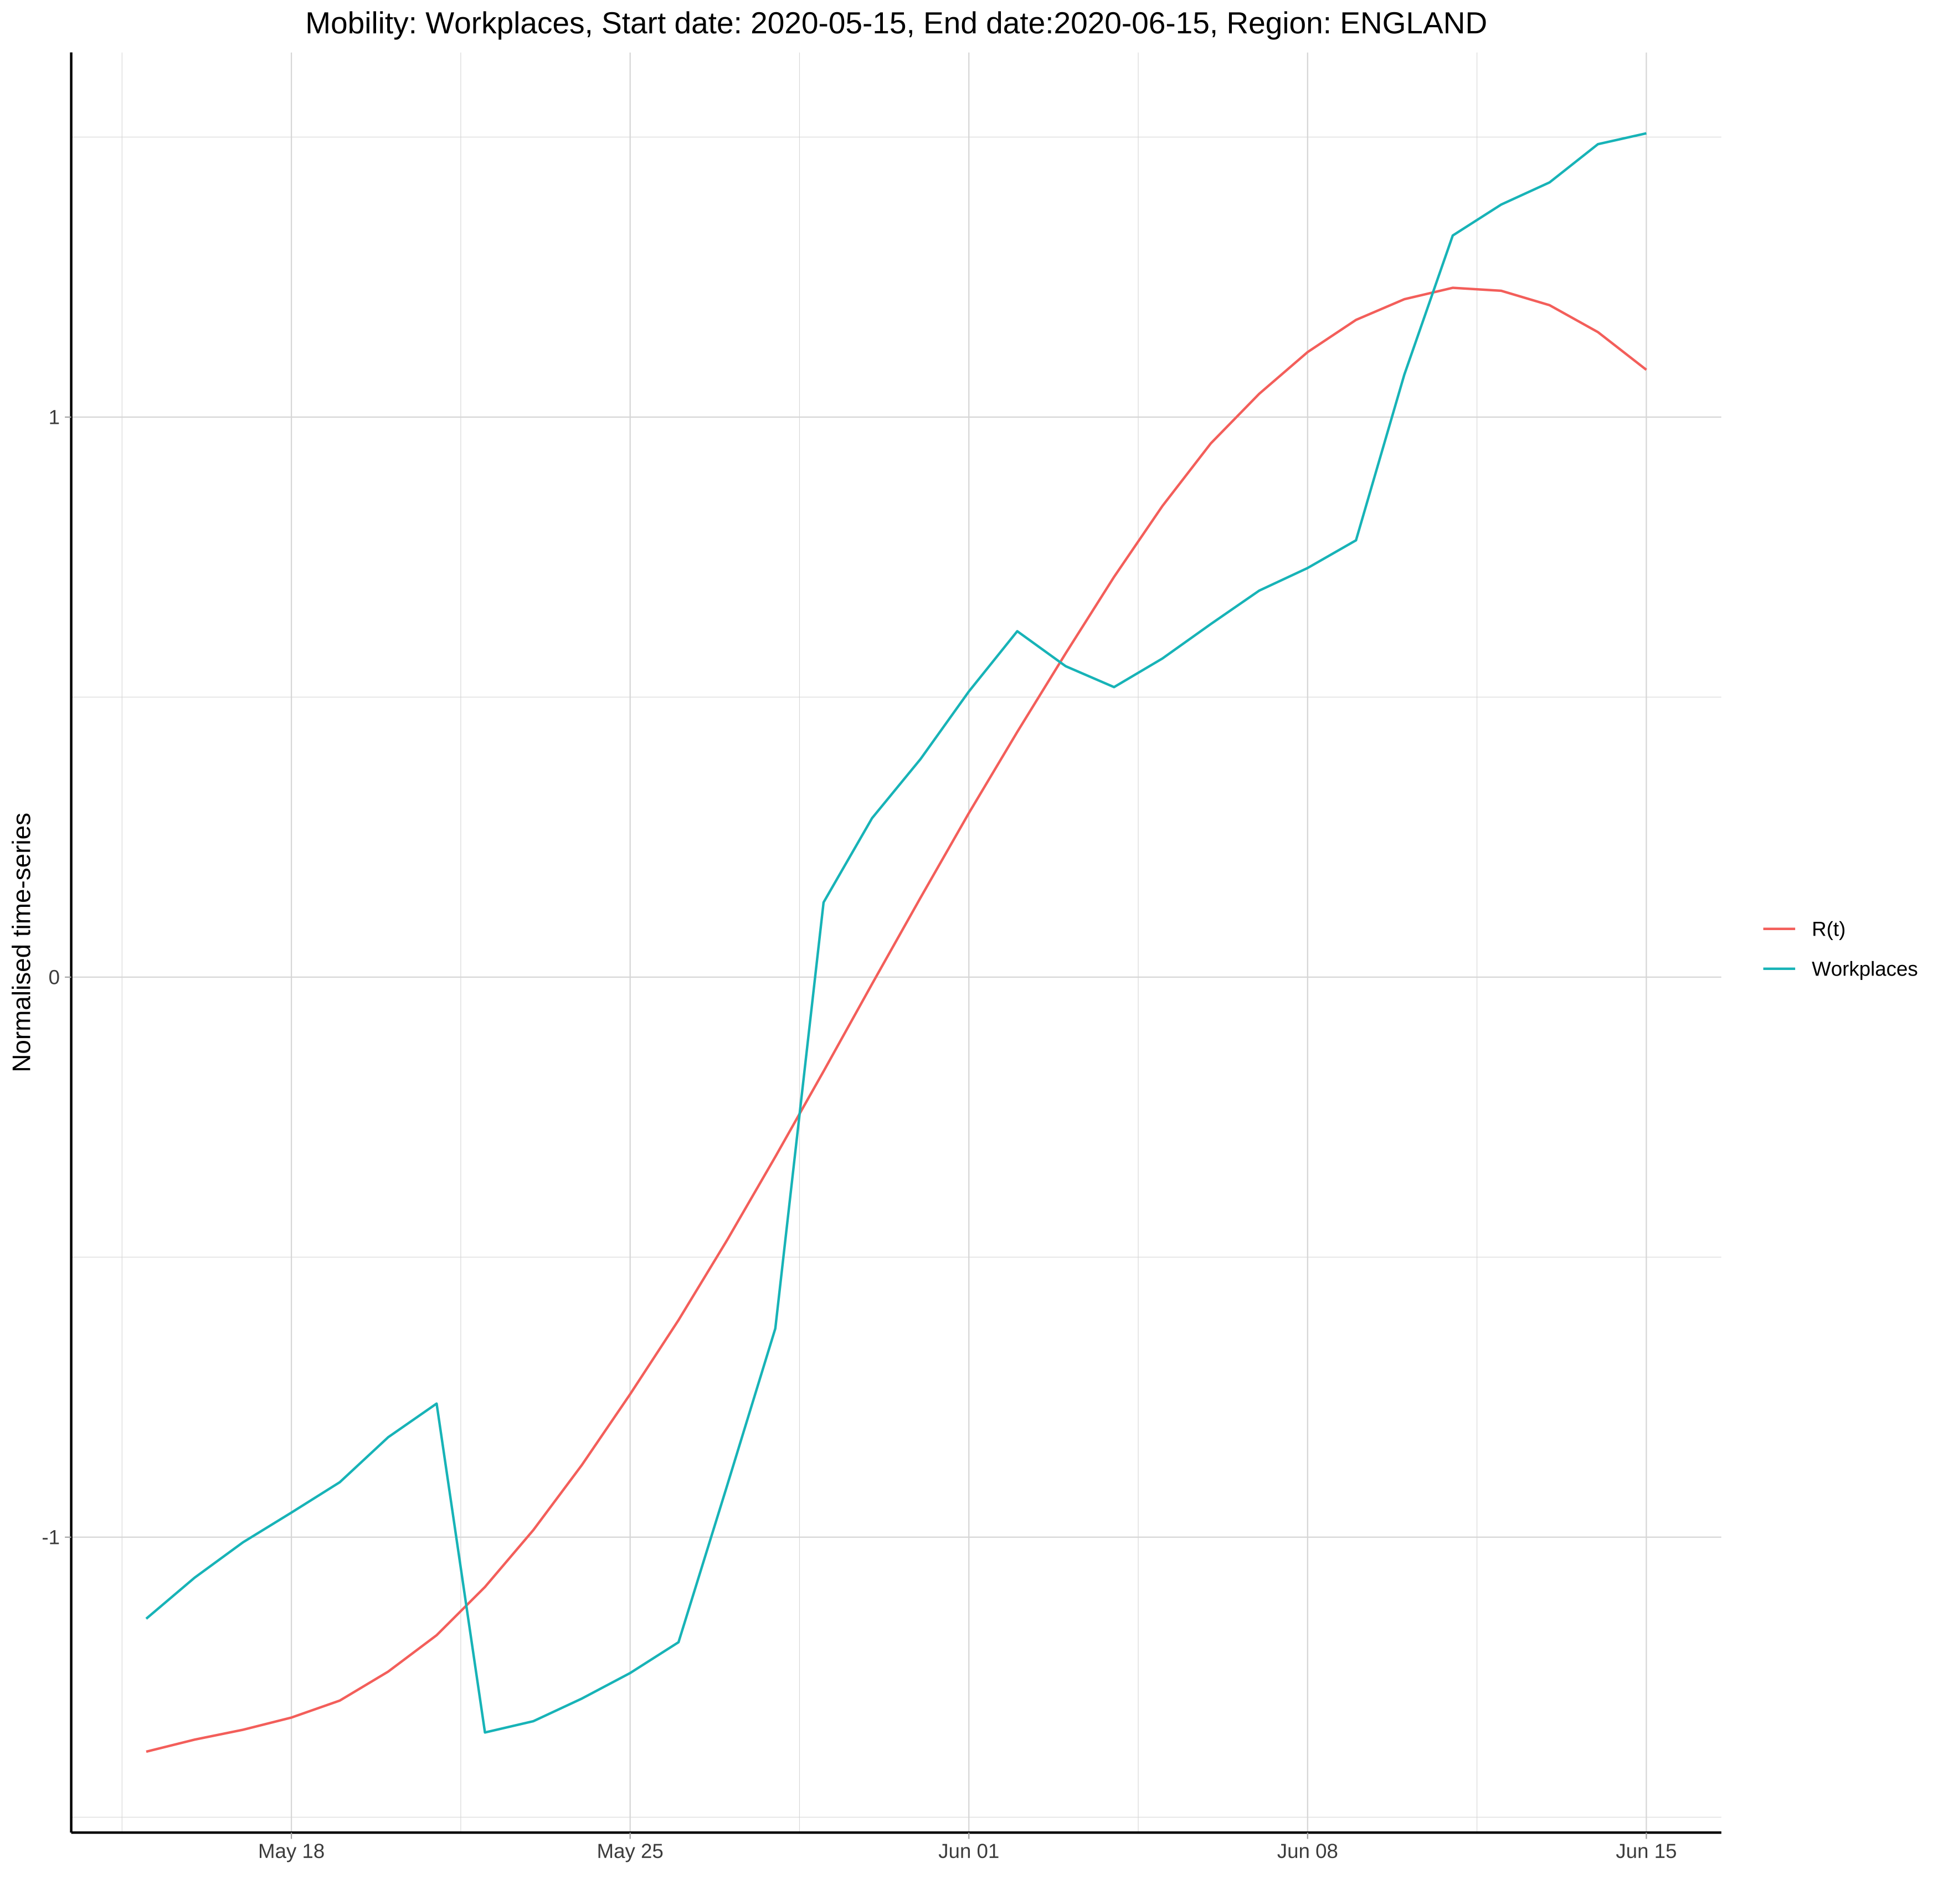 Mobility: Workplaces, Start date: 2020-05-15, End date:2020-06-15, Region: ENGLAND
Normalised time-series
1
0
-1
May 18
May 25
Jun 01
Jun 08
Jun 15
R(t)
Workplaces